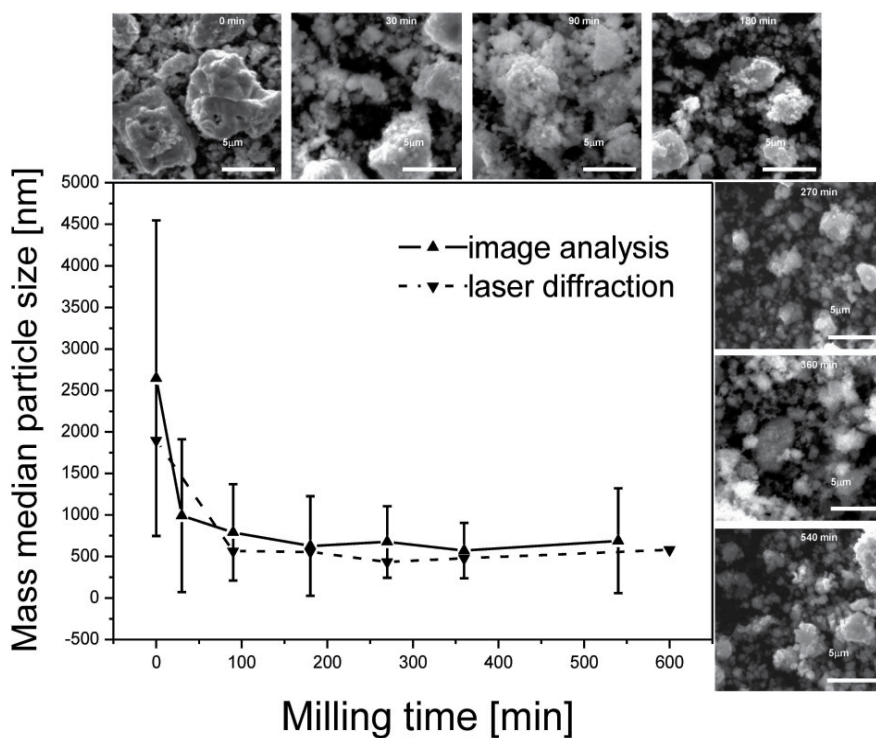 0 min
30 min
90 min
180 min
5μm
5μm
5μm
5μm
Mass median particle size [nm]
5000
4500
4000
3500
3000
2500
2000
1500
1000
500
0
-500
image analysis
laser diffraction
270 min
5μm
360 min
5μm
540 min
5μm
0
100
200
300
400
500
600
Milling time [min]